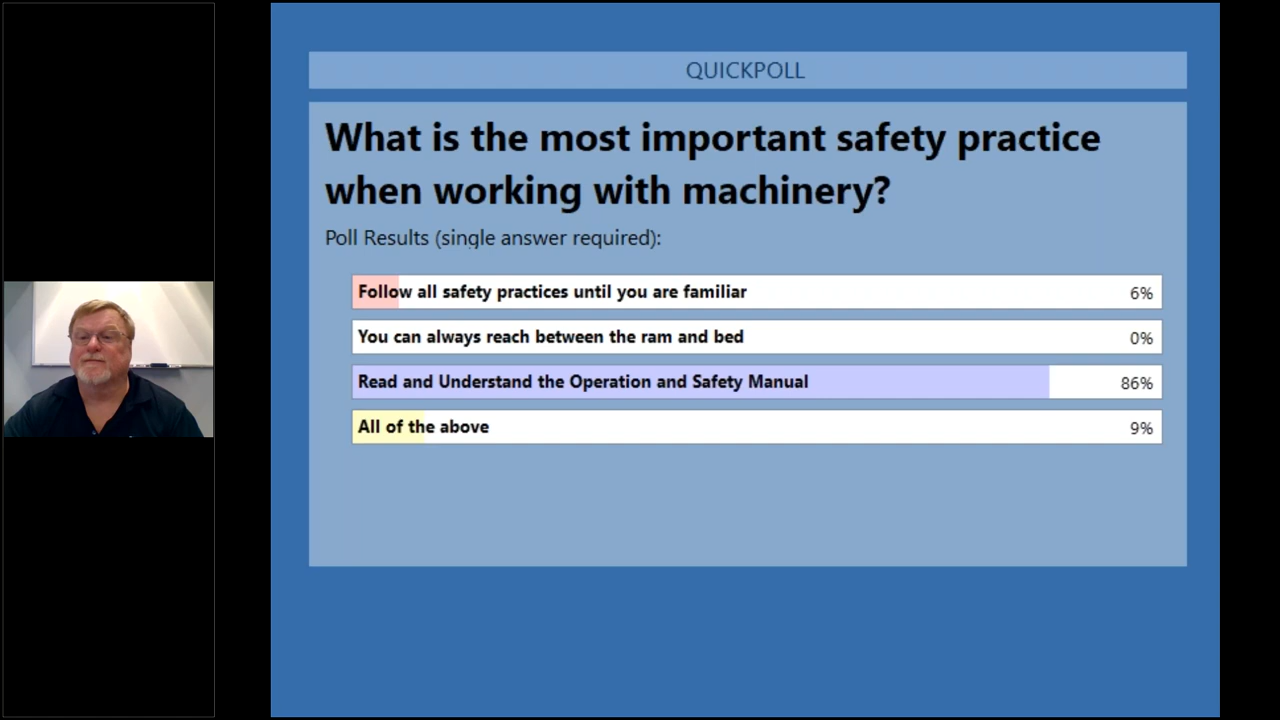 QUICKPOLL
What is the most important safety practice
when working with machinery?
Poll Results (single answer required):
Follow all safety practices until you are familiar 6%
You can always reach between the ram and bed 0%
Read and Understand the Operation and Safety Manual 86%
All of the above 9%